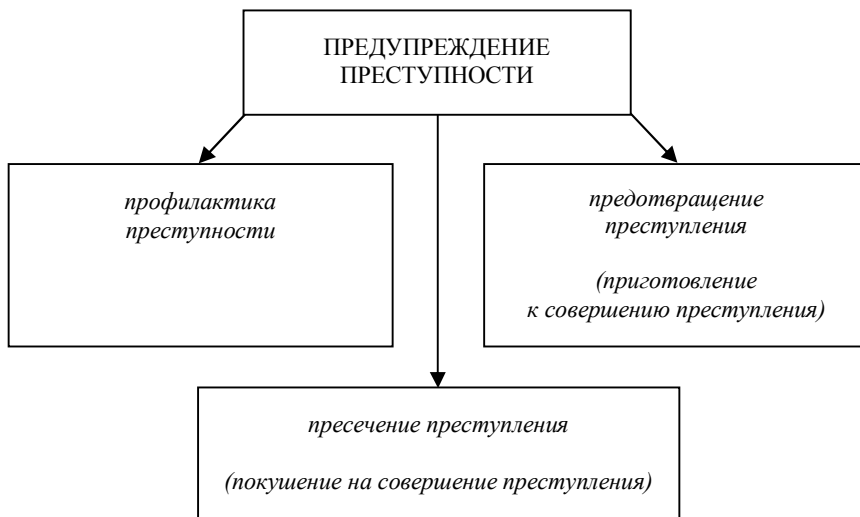 ПРЕДУПРЕЖДЕНИЕ
ПРЕСТУПНОСТИ
профилактика
преступности
предотвращение
преступления
(приготовление
к совершению преступления)
пресечение преступления
(покушение на совершение преступления)